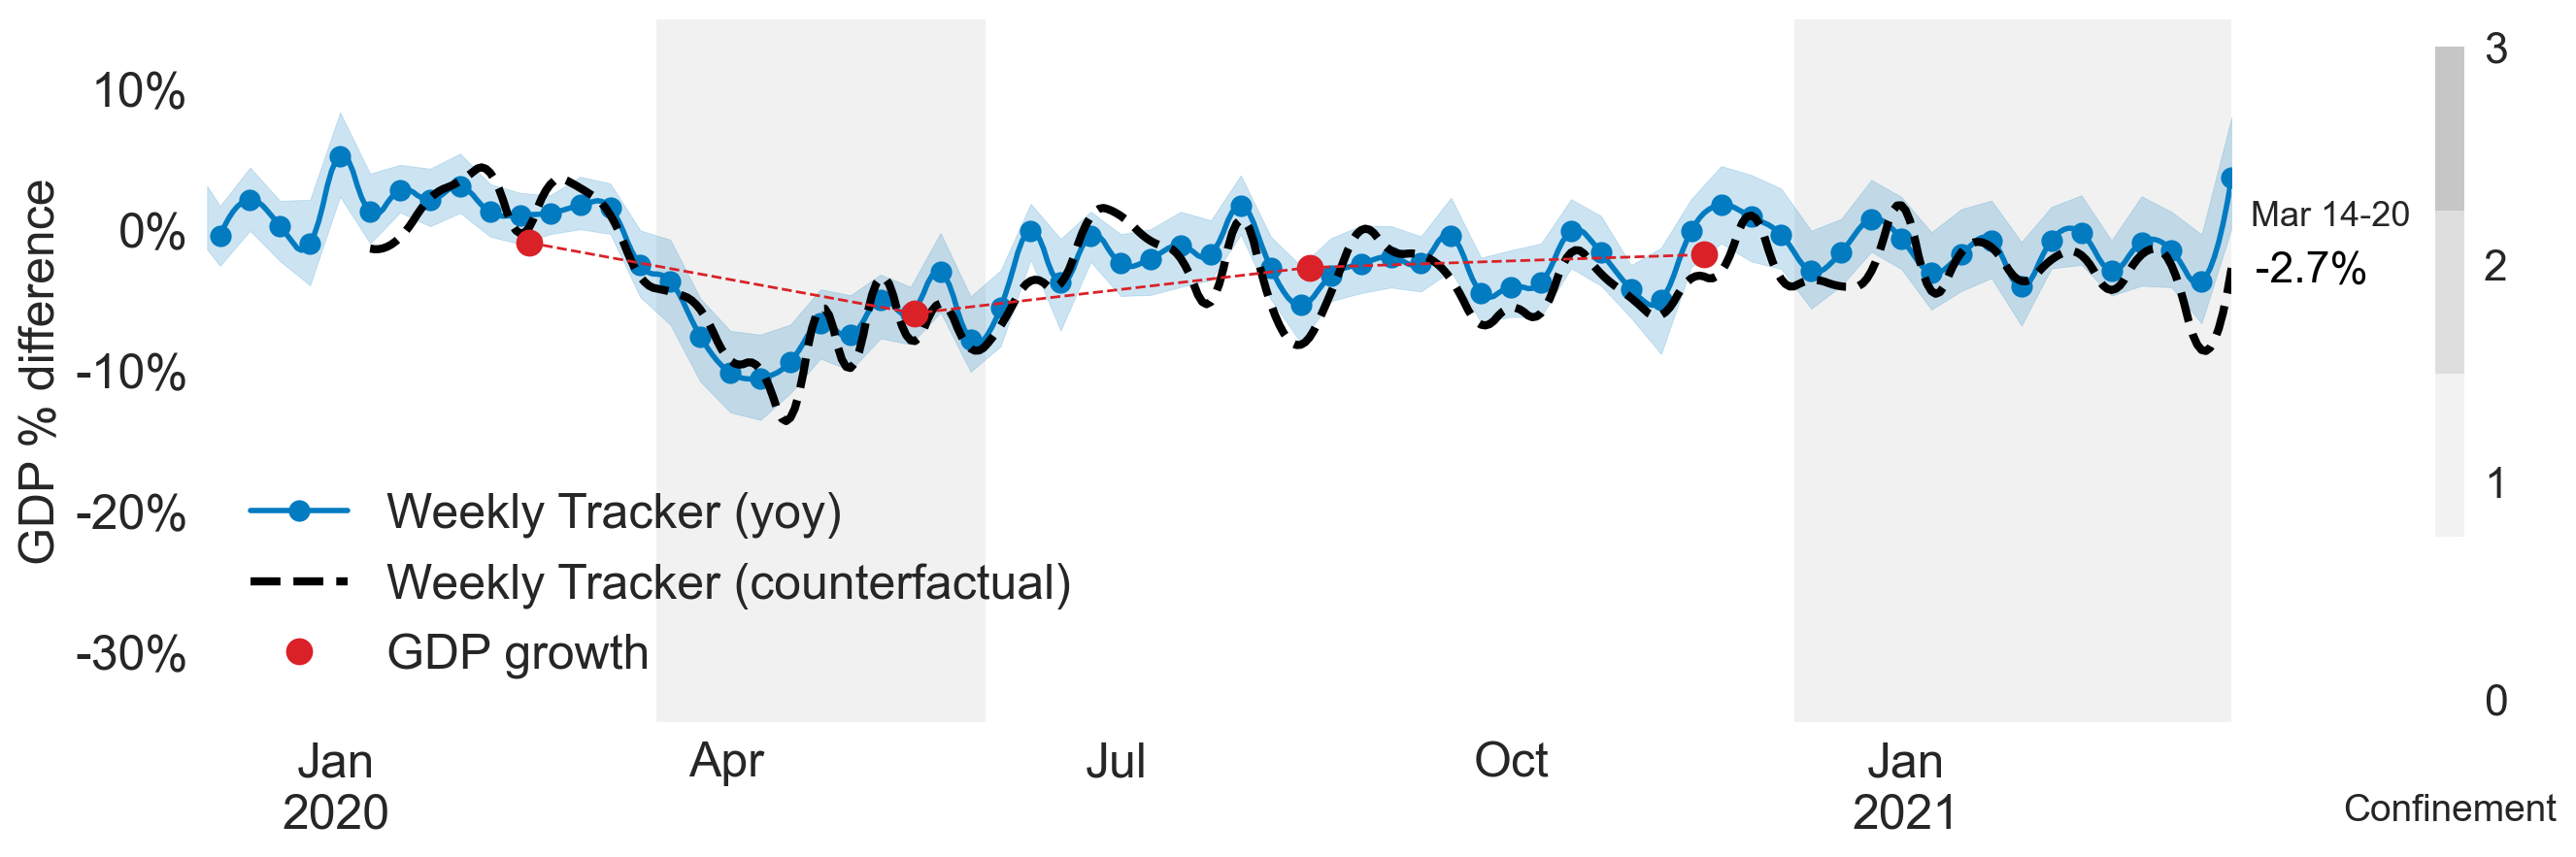 GDP % difference
10%
0%
-10%
-20%
-30%
Weekly Tracker (yoy)
Weekly Tracker (counterfactual)
GDP growth
Jan
2020
Apr
Jul
Oct
Jan
2021
Mar 14-20
-2.7%
3
2
1
0
Confinement